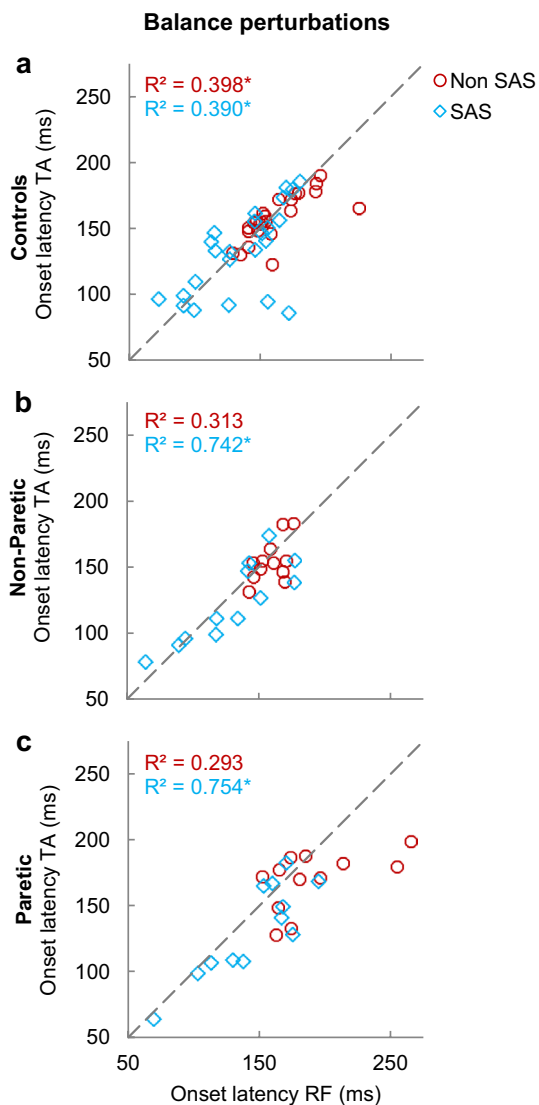 Balance perturbations
a
R² = 0.398*
R² = 0.390*
Non SAS
SAS
Controls
Onset latency TA (ms)
250
200
150
100
50
b
R² = 0.313
R² = 0.742*
Non-Paretic
Onset latency TA (ms)
250
200
150
100
50
c
R² = 0.293
R² = 0.754*
Paretic
Onset latency TA (ms)
250
200
150
100
50
50 150 250
Onset latency RF (ms)